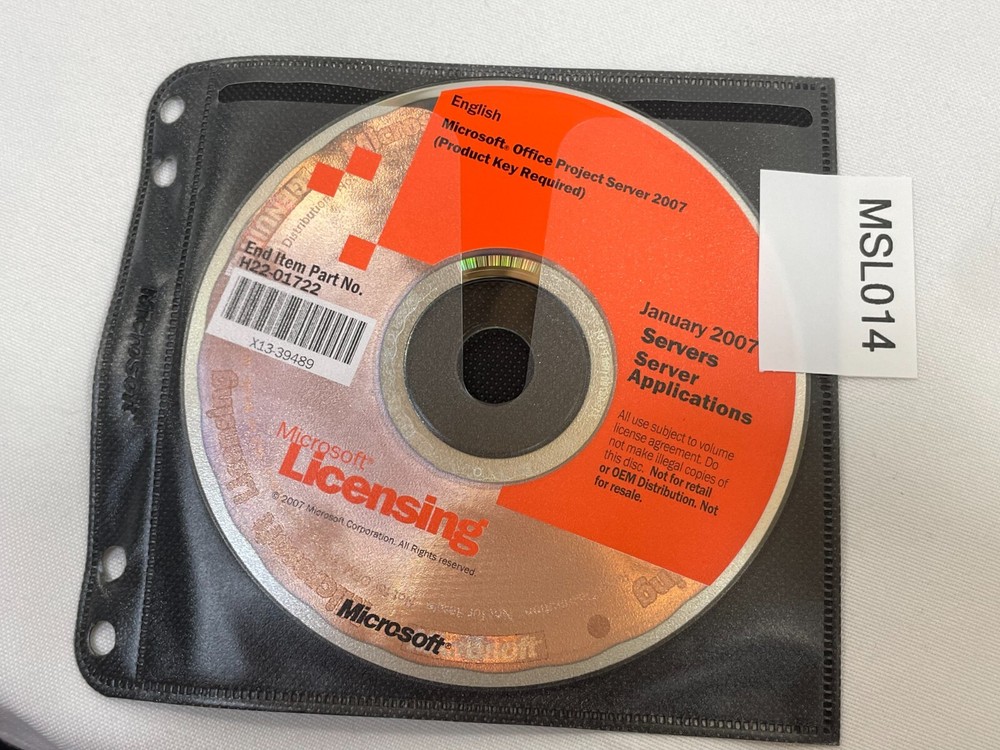 English
Microsoft® Office Project Server 2007
(Product Key Required)
Distribution
End Item Part No.
H22-01722
X13-39489
January 2007
Servers
Server
Applications
All use subject to volume
license agreement. Do
not make illegal copies of
this disc. Not for retail
or OEM Distribution. Not
for resale.
Microsoft®
Licensing
© 2007 Microsoft Corporation. All Rights reserved
Microsoft®
MSL014
Microsoft